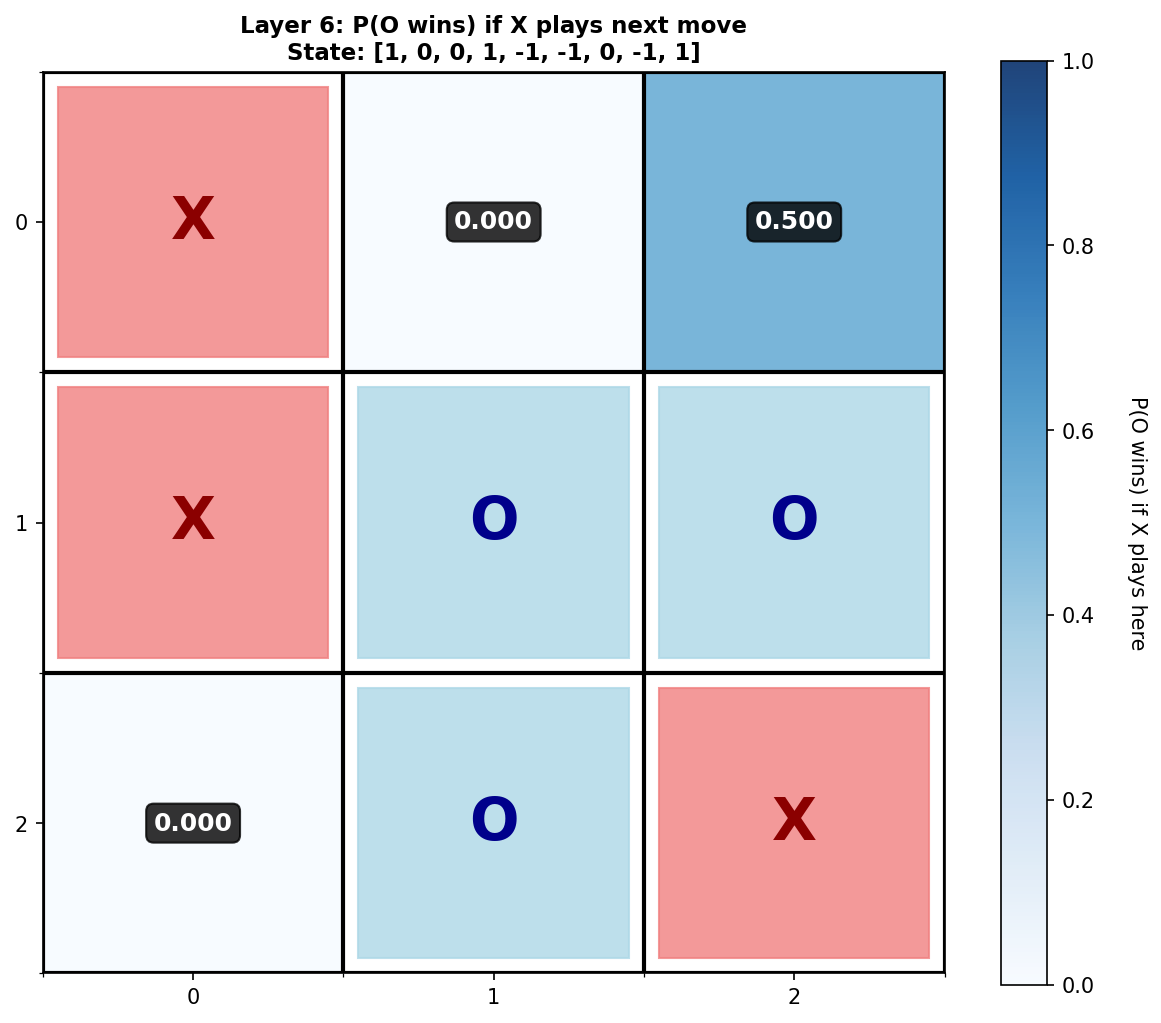 Layer 6: P(O wins) if X plays next move
State: [1, 0, 0, 1, -1, -1, 0, -1, 1]
0
X
0.000
0.500
1
X
O
O
2
0.000
O
X
0
1
2
1.0
0.8
0.6
0.4
0.2
0.0
P(O wins) if X plays here